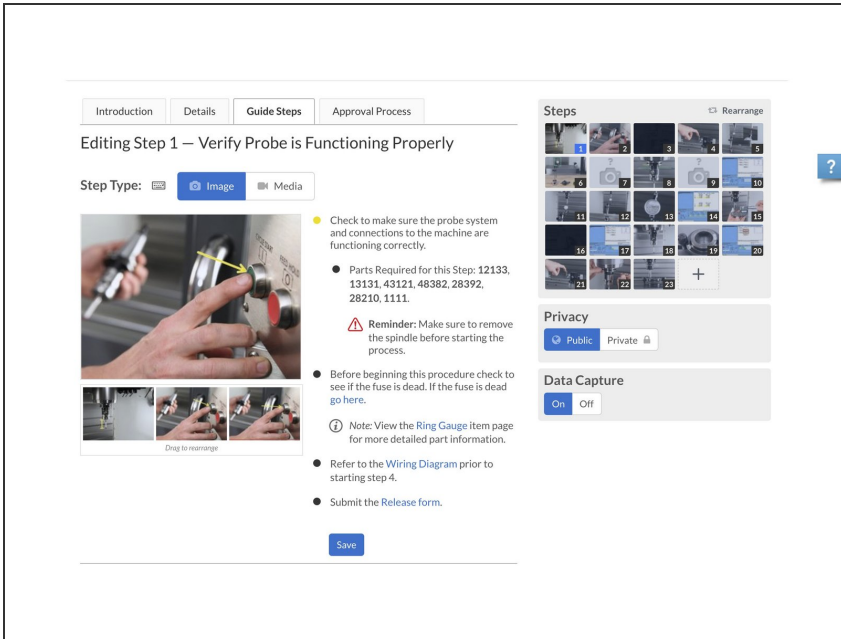 Introduction
Details
Guide Steps
Approval Process
Editing Step 1 — Verify Probe is Functioning Properly
Step Type:
Image
Media
Check to make sure the probe system
and connections to the machine are
functioning correctly.
Parts Required for this Step: 12133,
13131, 43121, 48382, 28392,
28210, 1111.
Reminder: Make sure to remove
the spindle before starting the
process.
Before beginning this procedure check to
see if the fuse is dead. If the fuse is dead
go here.
Note: View the Ring Gauge item page
for more detailed part information.
Refer to the Wiring Diagram prior to
starting step 4.
Submit the Release form.
Drag to rearrange
Save
Steps
Rearrange
1
2
3
4
5
6
?
7
8
?
9
10
11
12
13
14
15
16
17
18
19
20
21
22
23
+
Privacy
Public
Private
Data Capture
On
Off
?